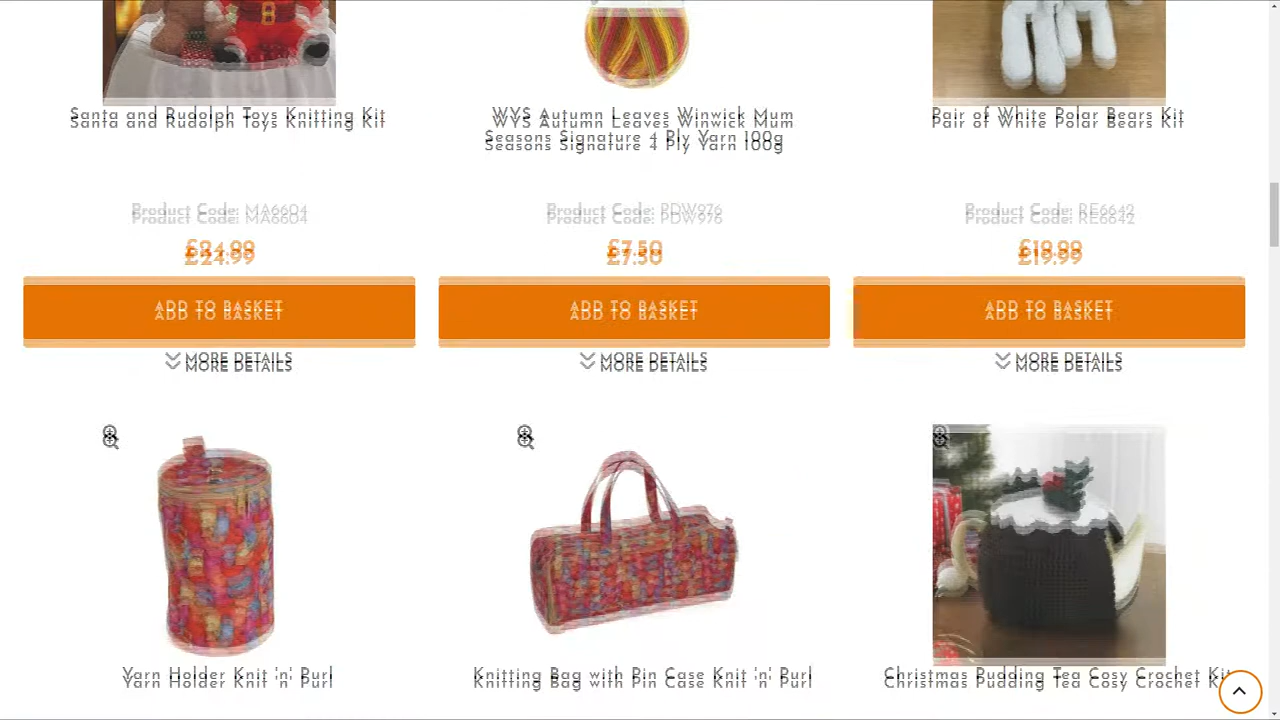 Santa and Rudolph Toys Knitting Kit
WYS Autumn Leaves Winwick Mum
Seasons Signature 4 Ply Yarn 100g
Pair of White Polar Bears Kit
Product Code: MA6604
Product Code: PDW976
Product Code: RE6642
£24.99
£7.50
£19.99
ADD TO BASKET
ADD TO BASKET
ADD TO BASKET
MORE DETAILS
MORE DETAILS
MORE DETAILS
Yarn Holder Knit 'n' Purl
Knitting Bag with Pin Case Knit 'n' Purl
Christmas Pudding Tea Cosy Crochet Kit